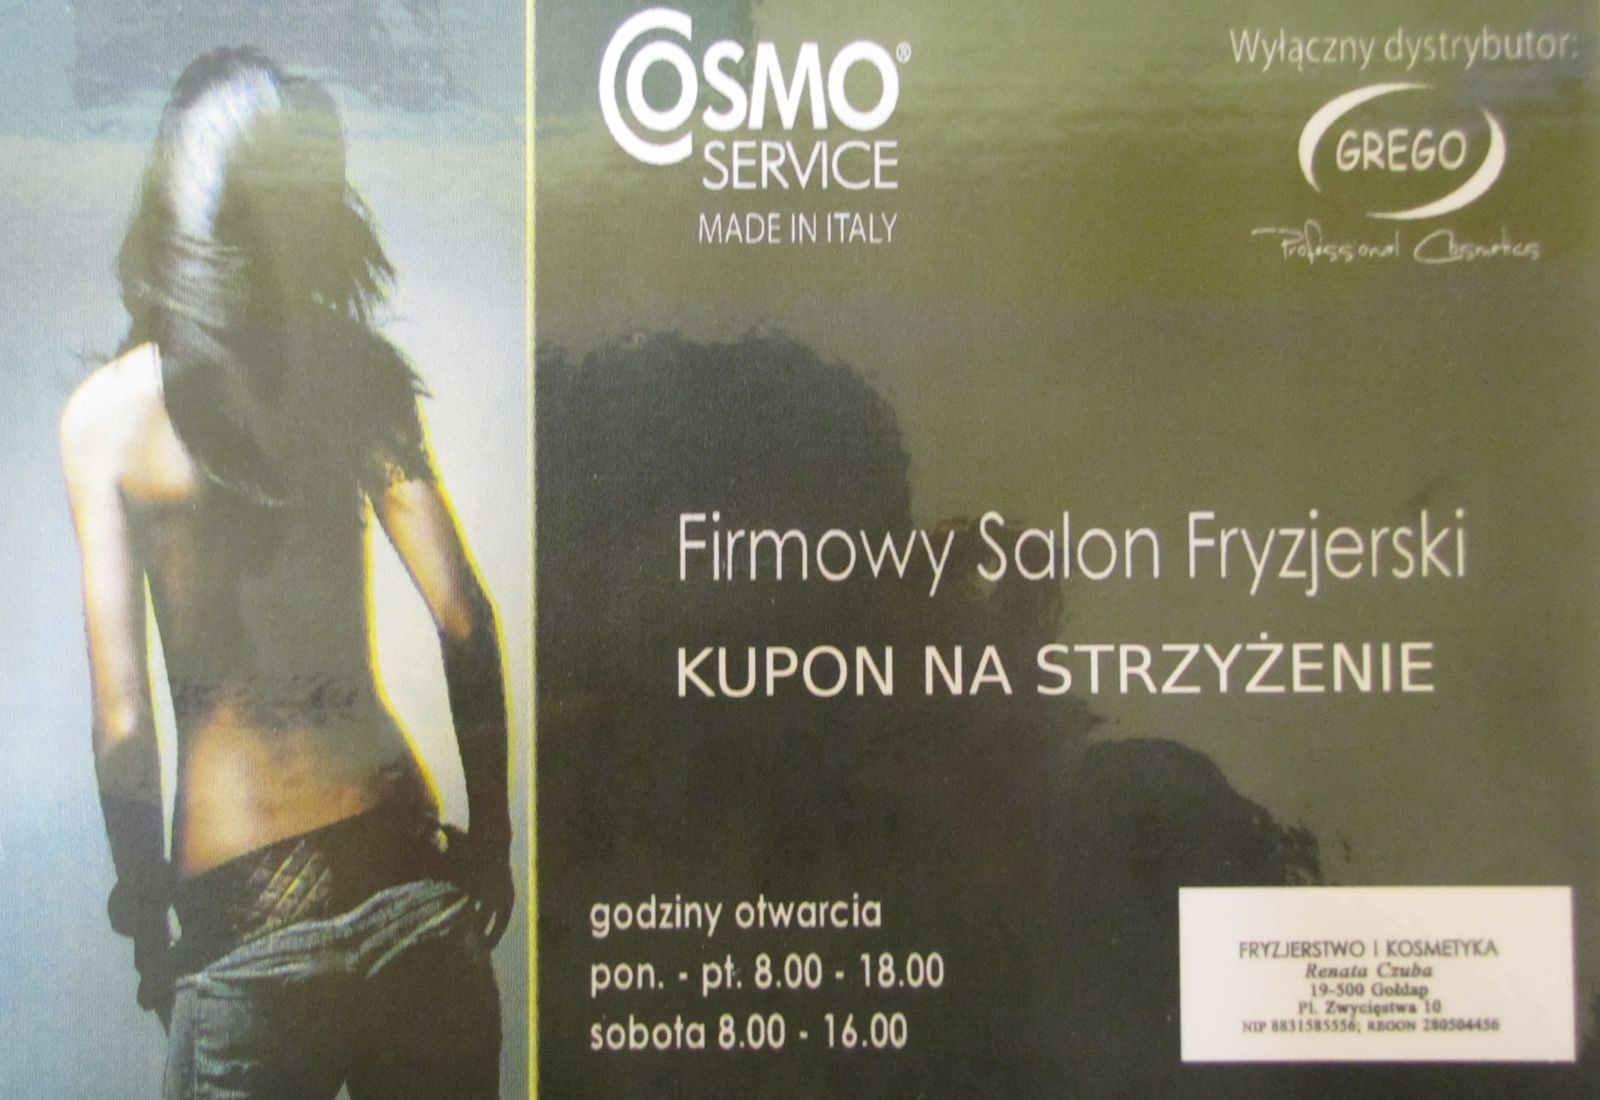 COSMO®
SERVICE
MADE IN ITALY
Wyłączny dystrybutor:
GREGO
Professional Cosmetics
Firmowy Salon Fryzjerski
KUPON NA STRZYŻENIE
godziny otwarcia
pon. - pt. 8.00 - 18.00
sobota 8.00 - 16.00
FRYZJERSTWO I KOSMETYKA
Renata Czuba
19-500 Gołdap
Pl. Zwycięstwa 10
NIP 8831585556; REGON 280504456